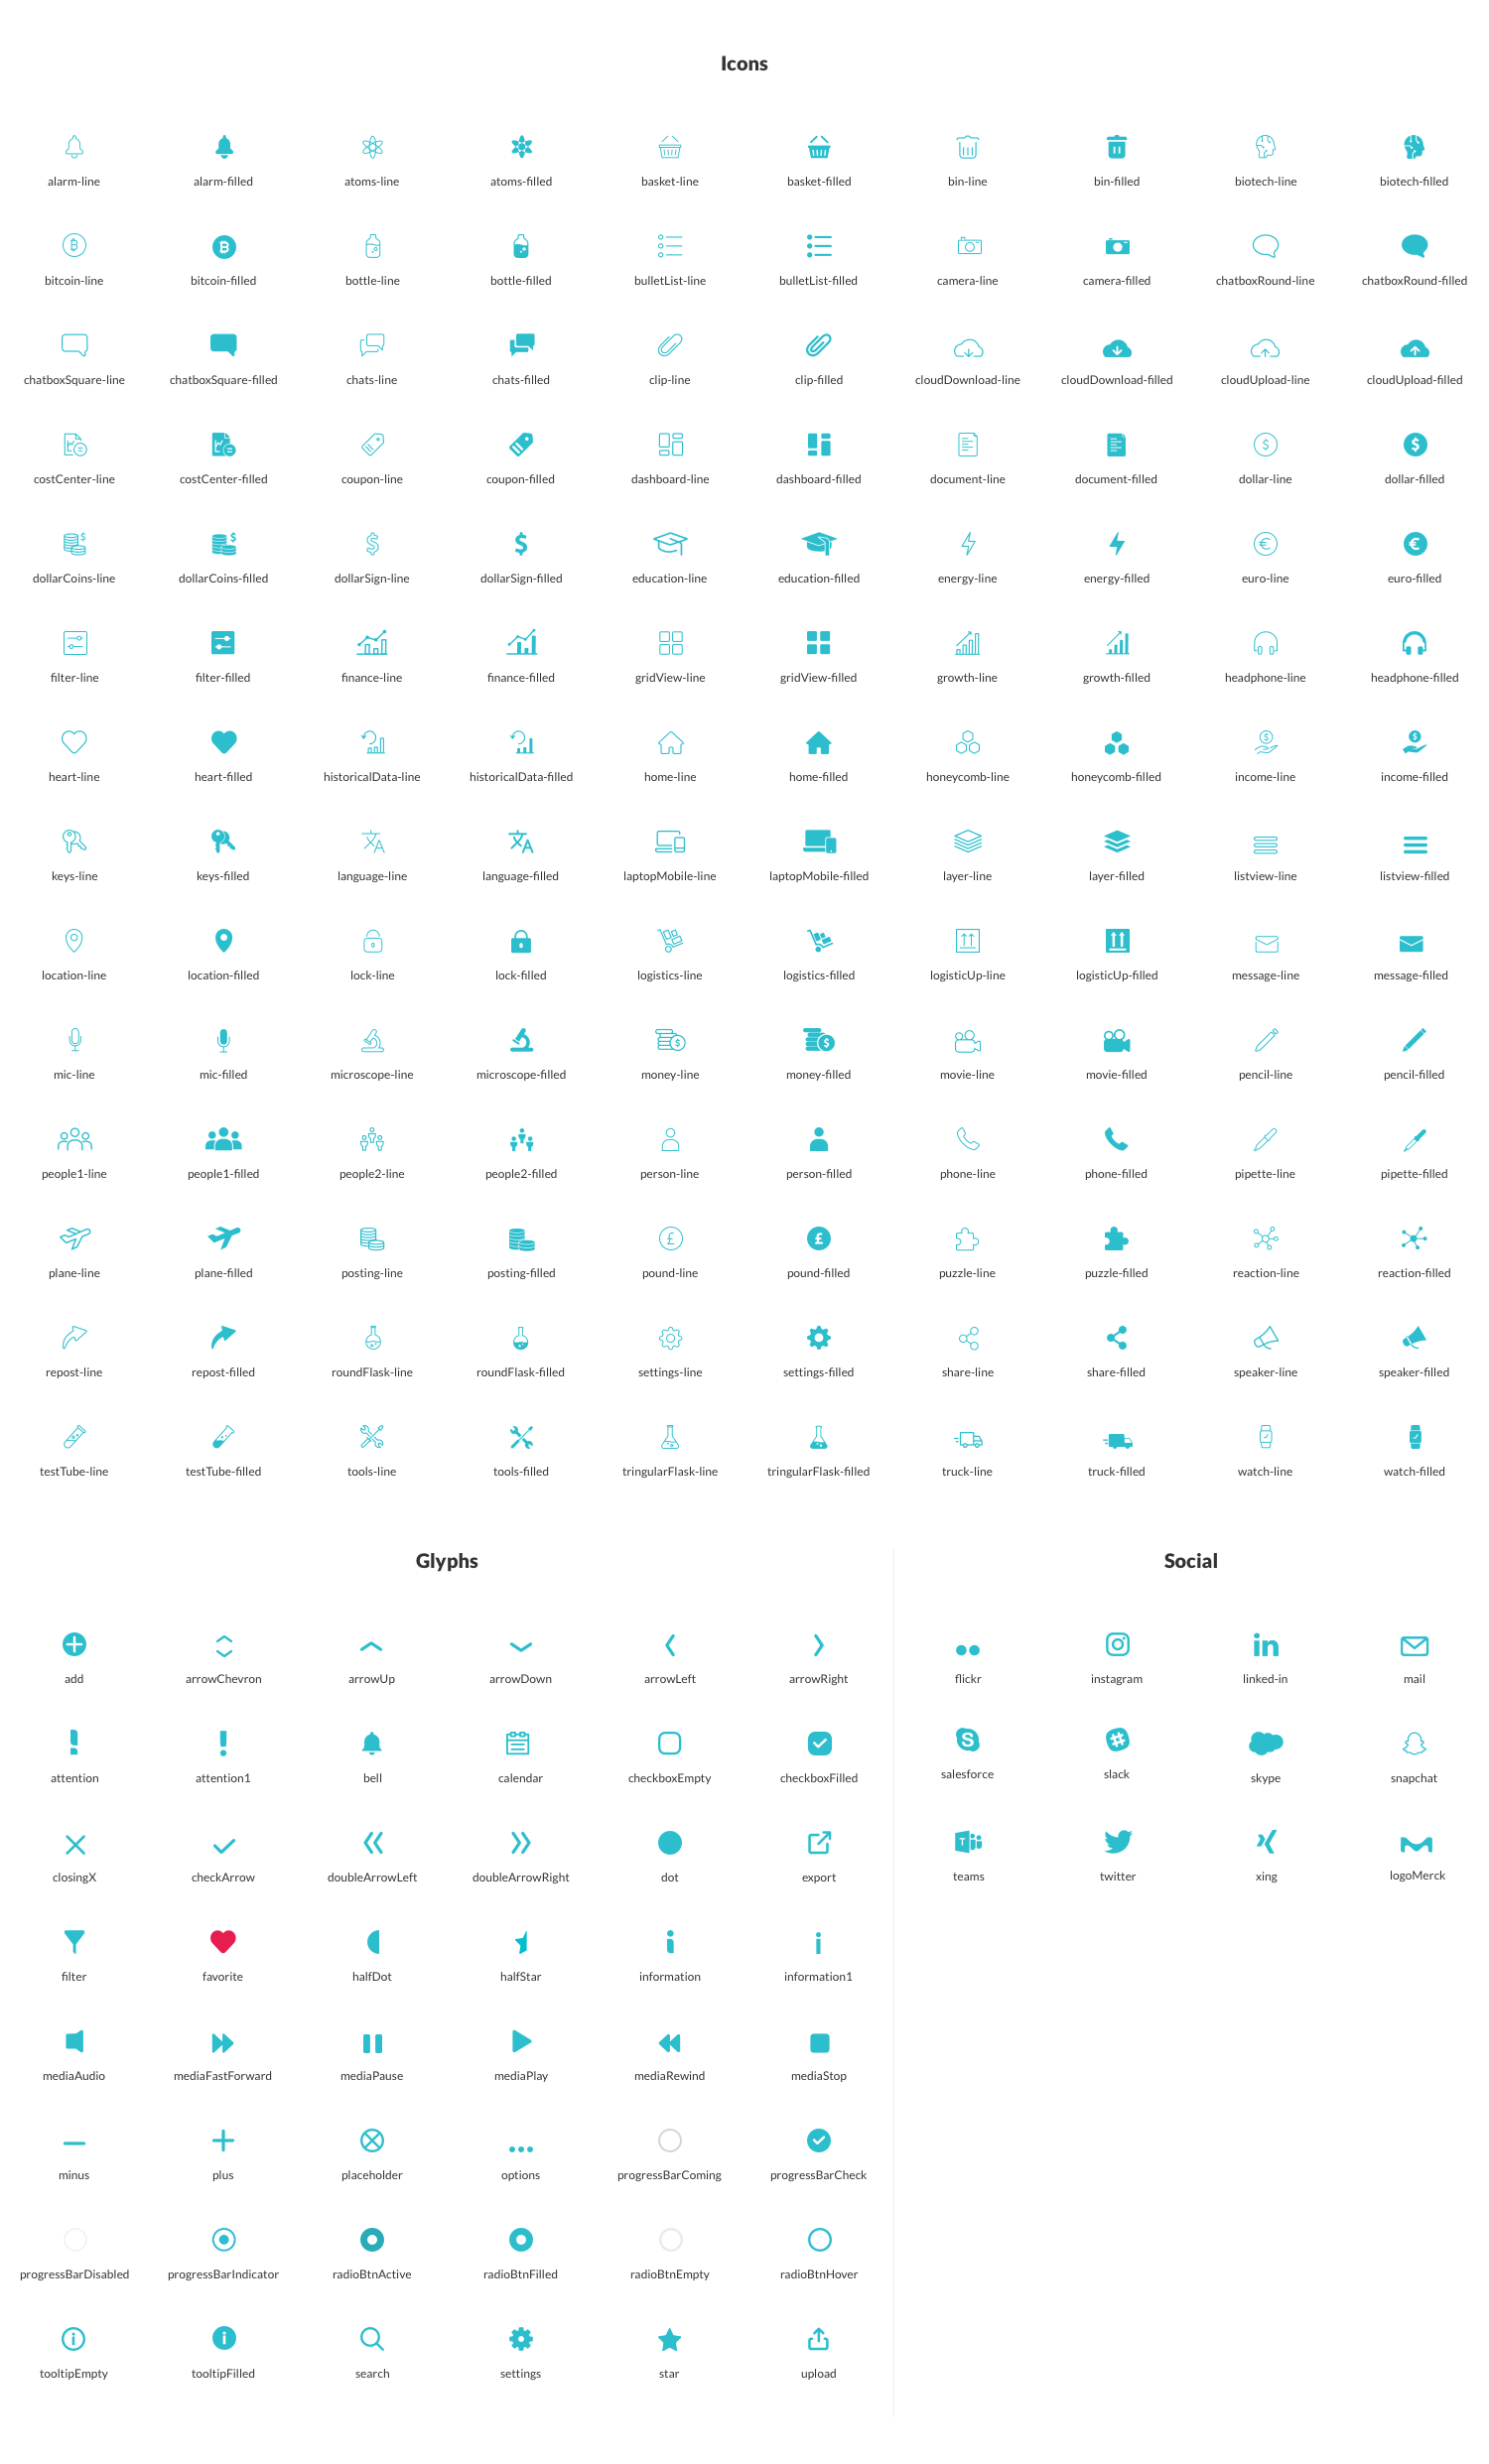 Icons
alarm-line alarm-filled atoms-line atoms-filled basket-line basket-filled bin-line bin-filled biotech-line biotech-filled
bitcoin-line bitcoin-filled bottle-line bottle-filled bulletList-line bulletList-filled camera-line camera-filled chatboxRound-line chatboxRound-filled
chatboxSquare-line chatboxSquare-filled chats-line chats-filled clip-line clip-filled cloudDownload-line cloudDownload-filled cloudUpload-line cloudUpload-filled
costCenter-line costCenter-filled coupon-line coupon-filled dashboard-line dashboard-filled document-line document-filled dollar-line dollar-filled
dollarCoins-line dollarCoins-filled dollarSign-line dollarSign-filled education-line education-filled energy-line energy-filled euro-line euro-filled
filter-line filter-filled finance-line finance-filled gridView-line gridView-filled growth-line growth-filled headphone-line headphone-filled
heart-line heart-filled historicalData-line historicalData-filled home-line home-filled honeycomb-line honeycomb-filled income-line income-filled
keys-line keys-filled language-line language-filled laptopMobile-line laptopMobile-filled layer-line layer-filled listview-line listview-filled
location-line location-filled lock-line lock-filled logistics-line logistics-filled logisticUp-line logisticUp-filled message-line message-filled
mic-line mic-filled microscope-line microscope-filled money-line money-filled movie-line movie-filled pencil-line pencil-filled
people1-line people1-filled people2-line people2-filled person-line person-filled phone-line phone-filled pipette-line pipette-filled
plane-line plane-filled posting-line posting-filled pound-line pound-filled puzzle-line puzzle-filled reaction-line reaction-filled
repost-line repost-filled roundFlask-line roundFlask-filled settings-line settings-filled share-line share-filled speaker-line speaker-filled
testTube-line testTube-filled tools-line tools-filled tringularFlask-line tringularFlask-filled truck-line truck-filled watch-line watch-filled
Glyphs
add arrowChevron arrowUp arrowDown arrowLeft arrowRight
attention attention1 bell calendar checkboxEmpty checkboxFilled
closingX checkArrow doubleArrowLeft doubleArrowRight dot export
filter favorite halfDot halfStar information information1
mediaAudio mediaFastForward mediaPause mediaPlay mediaRewind mediaStop
minus plus placeholder options progressBarComing progressBarCheck
progressBarDisabled progressBarIndicator radioBtnActive radioBtnFilled radioBtnEmpty radioBtnHover
tooltipEmpty tooltipFilled search settings star upload
Social
flickr instagram linked-in mail
salesforce slack skype snapchat
teams twitter xing logoMerck